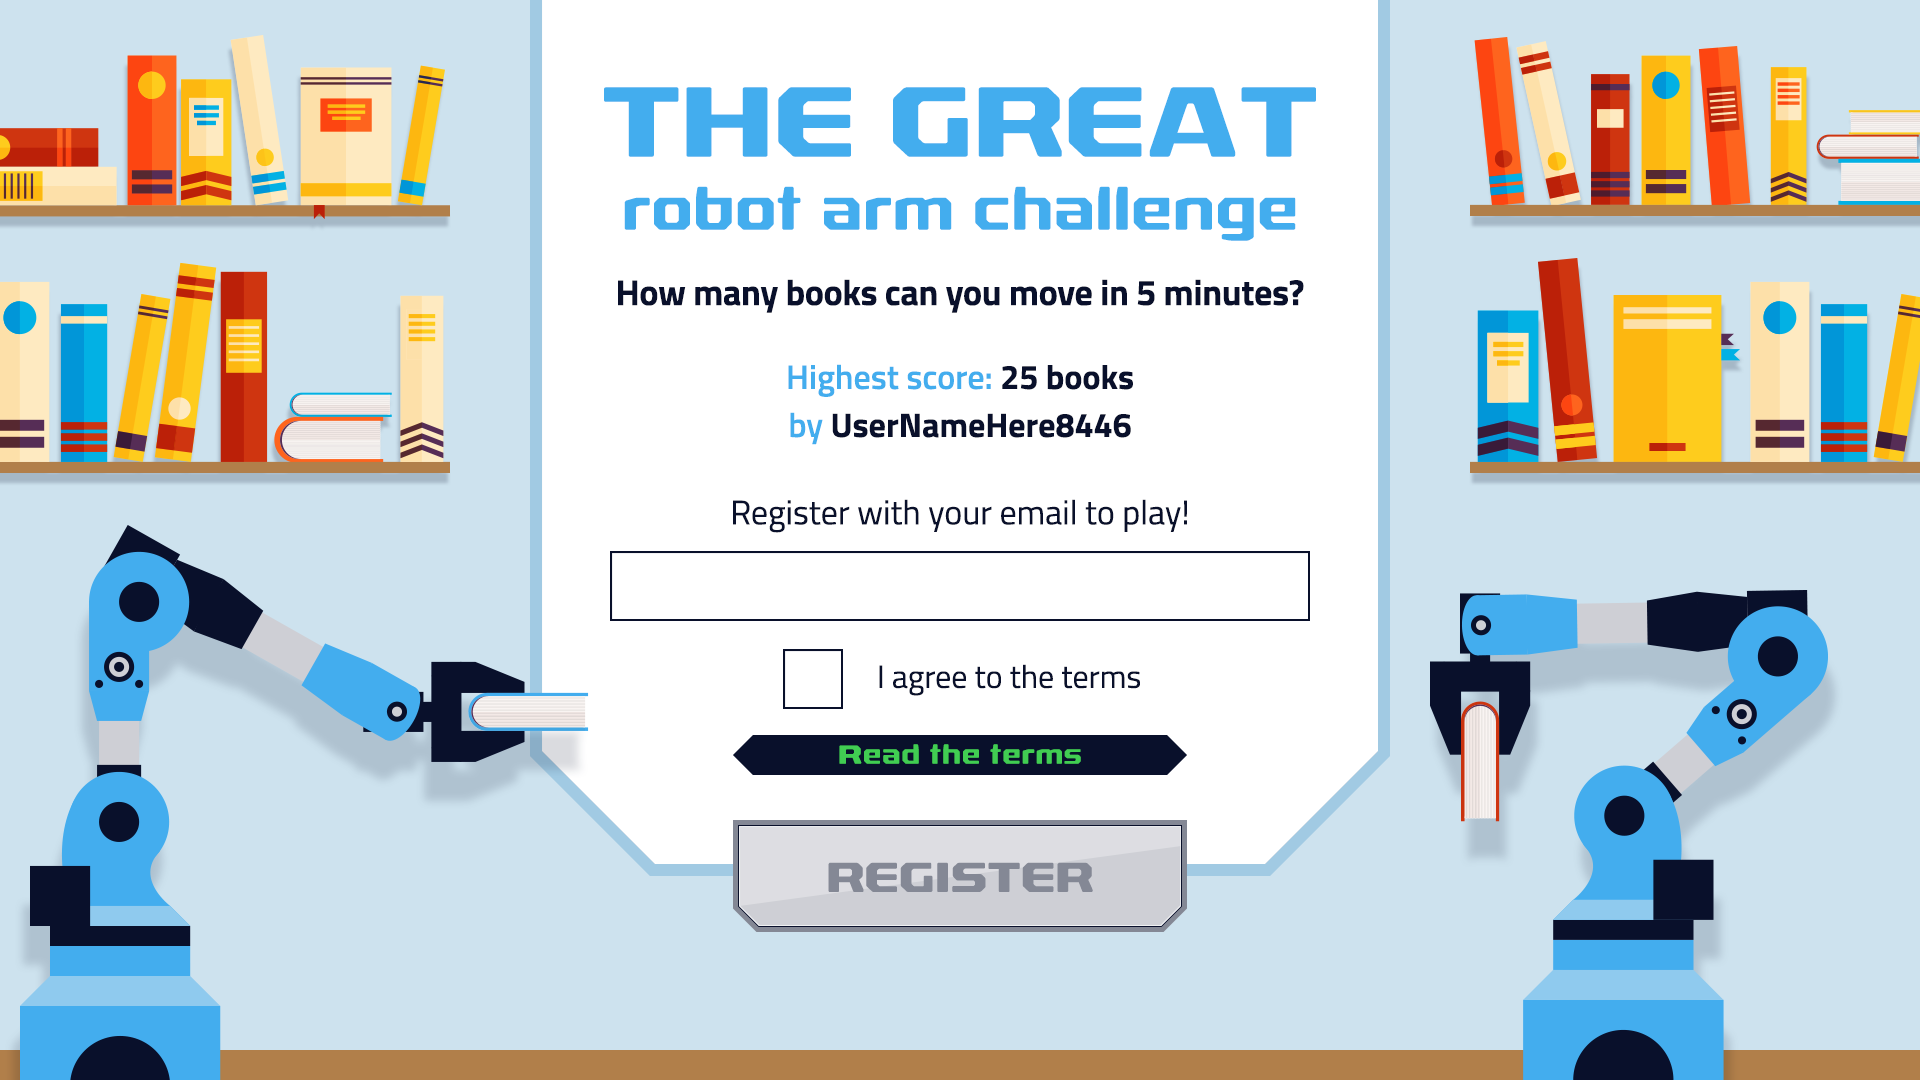 THE GREAT
robot arm challenge
How many books can you move in 5 minutes?
Highest score: 25 books
by UserNameHere8446
Register with your email to play!
I agree to the terms
Read the terms
REGISTER